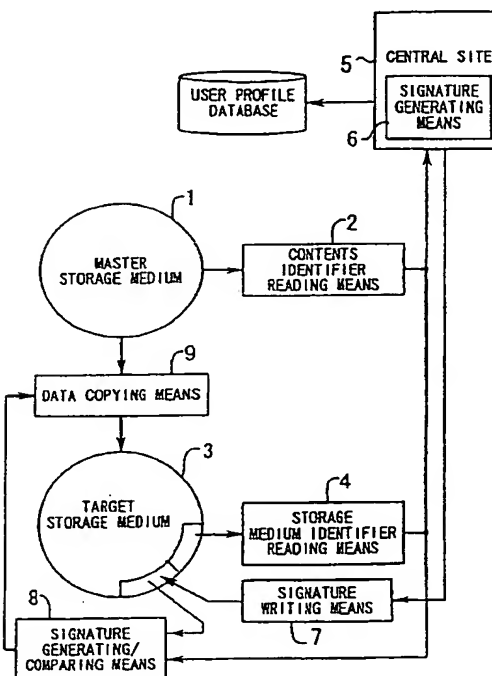 5
CENTRAL SITE
SIGNATURE
GENERATING
MEANS
6
USER PROFILE
DATABASE
1
MASTER
STORAGE MEDIUM
2
CONTENTS
IDENTIFIER
READING MEANS
9
DATA COPYING MEANS
3
TARGET
STORAGE MEDIUM
4
STORAGE
MEDIUM IDENTIFIER
READING MEANS
SIGNATURE
WRITING MEANS
7
8
SIGNATURE
GENERATING/
COMPARING MEANS